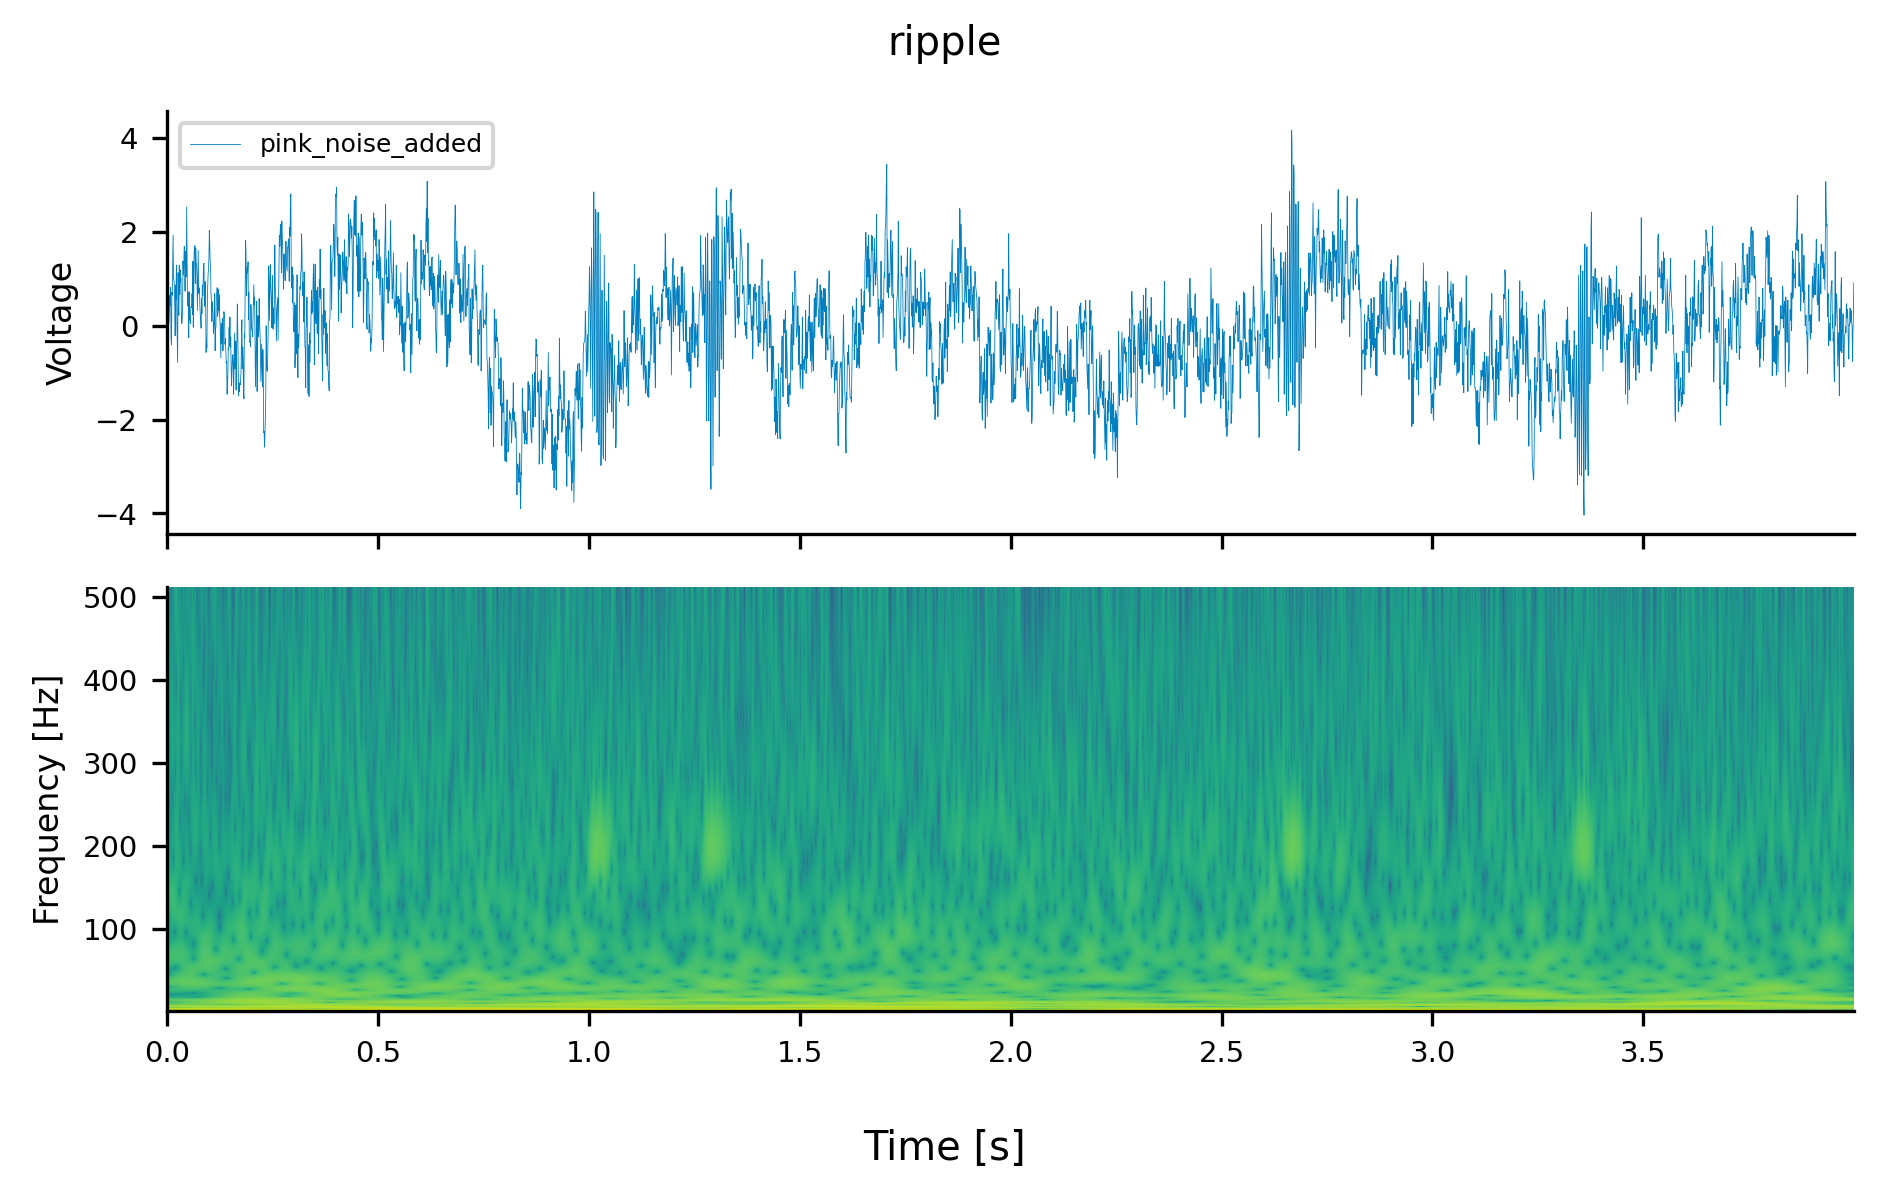 ripple
pink_noise_added
Voltage
4
2
0
−2
−4
Frequency [Hz]
500
400
300
200
100
0.0 0.5 1.0 1.5 2.0 2.5 3.0 3.5
Time [s]